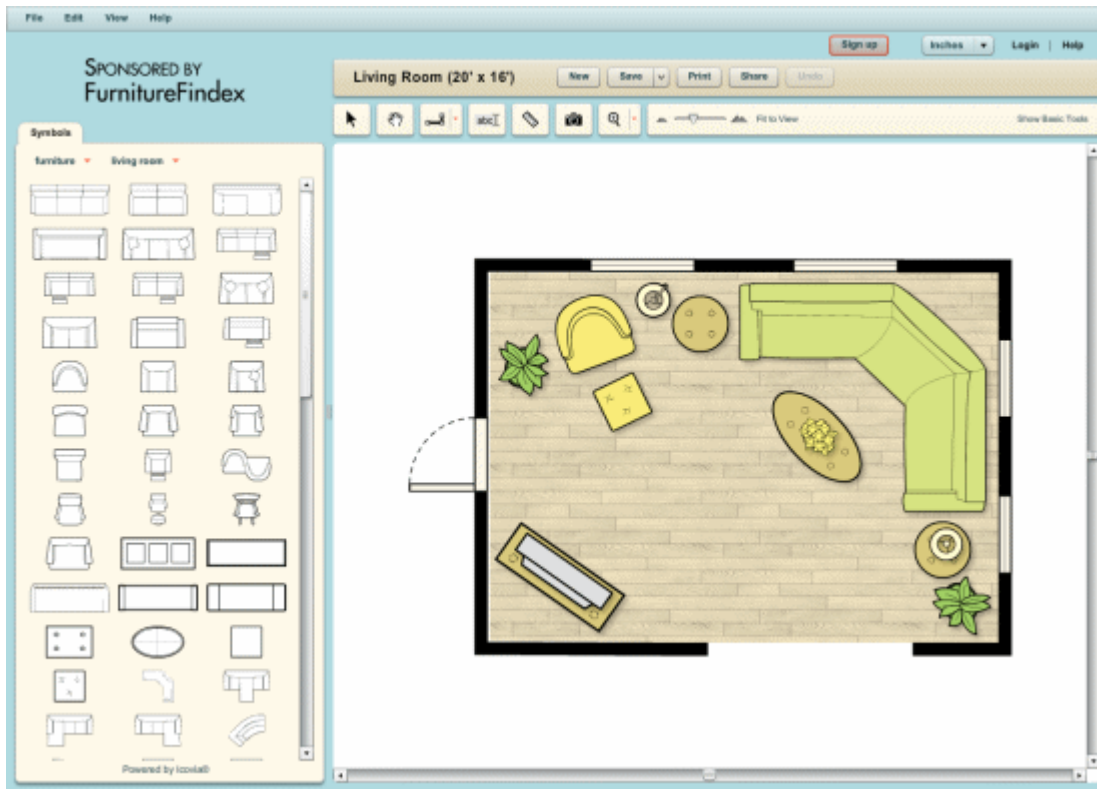 File Edit View Help
Sign up Inches Login | Help
SPONSORED BY
FurnitureFindex
Living Room (20' x 16') New Save Print Share Undo
abc Fit to View Show Basic Tools
Symbols
furniture living room
Powered by Icovia®